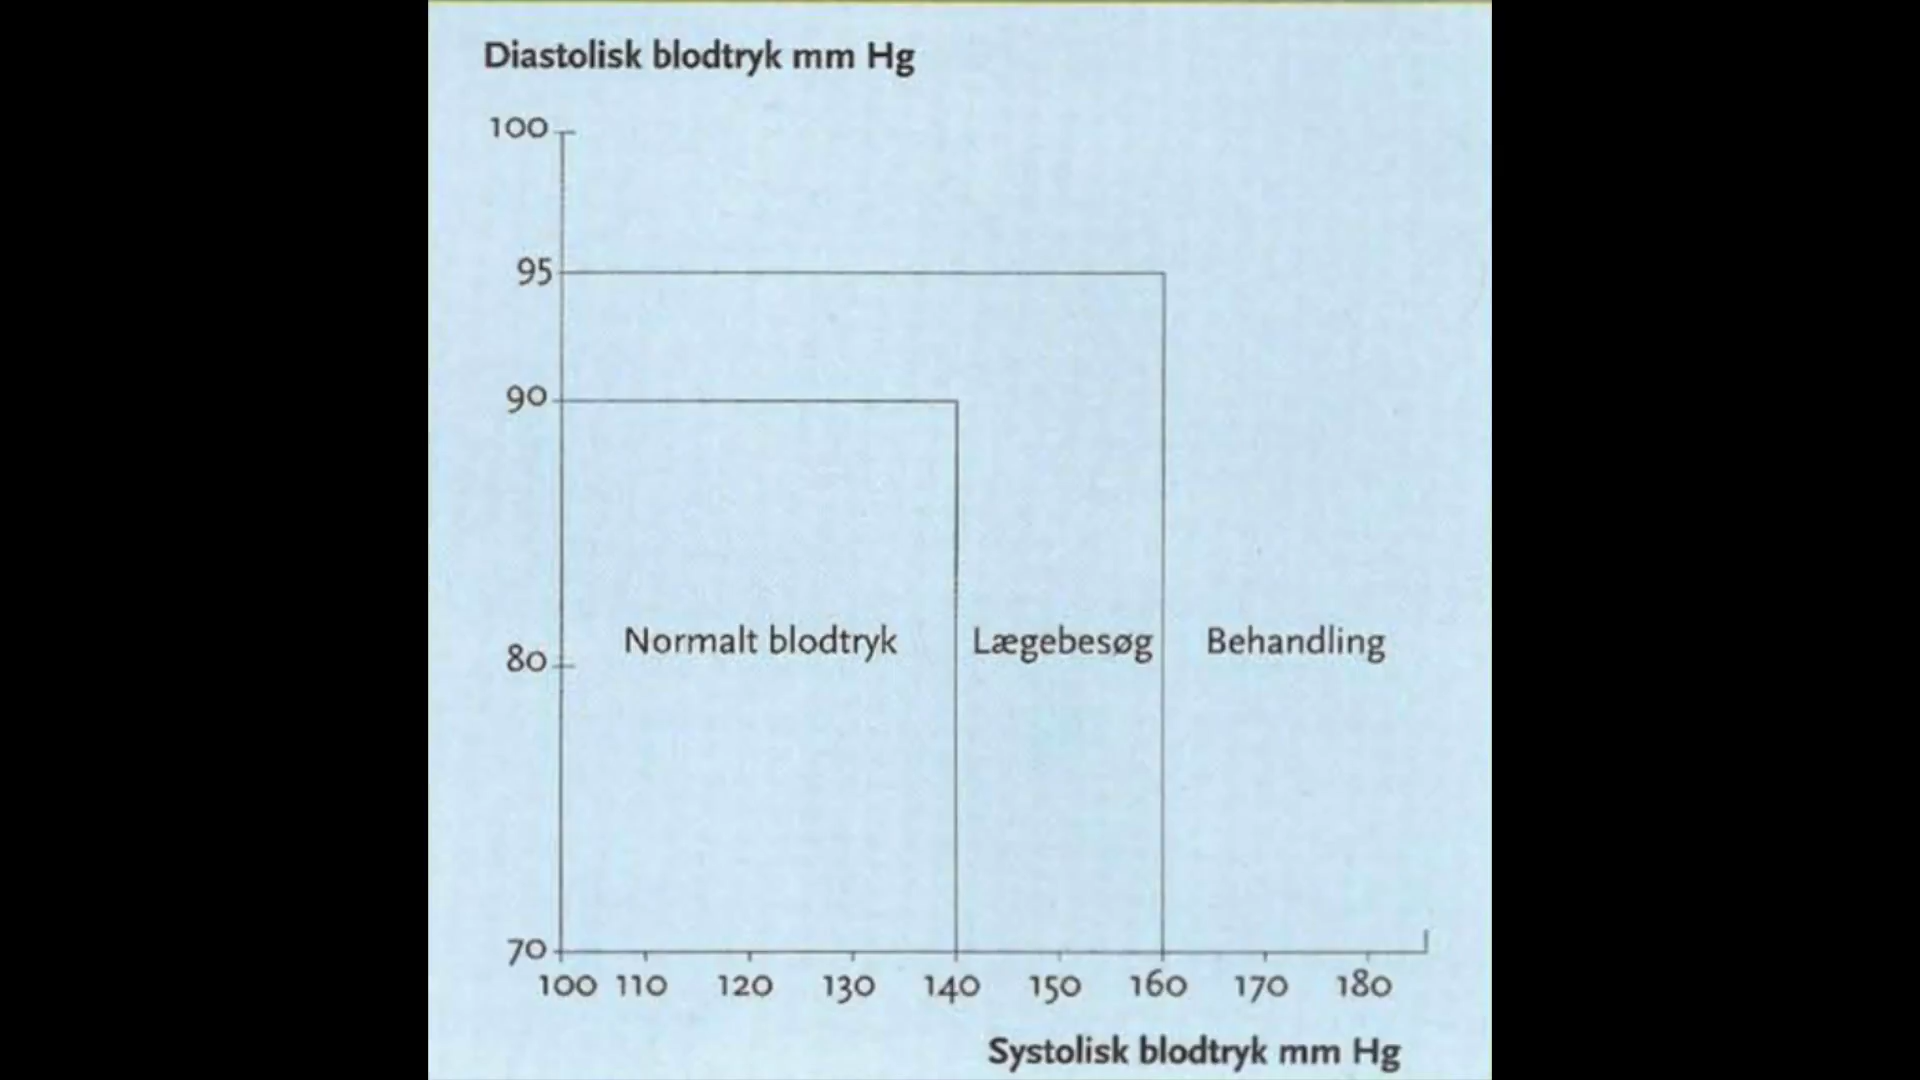 Diastolisk blodtryk mm Hg
100
95
90
80
Normalt blodtryk Lægebesøg Behandling
70
100 110 120 130 140 150 160 170 180
Systolisk blodtryk mm Hg